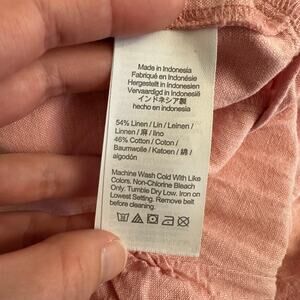 Made in Indonesia
Fabriqué en Indonésie
Hergestellt in Indonesien
Vervaardigd in Indonesië
インドネシア製
hecho en indonesio
54% Linen / Lin / Leinen /
Linnen / 麻 / lino
46% Cotton / Coton /
Baumwolle / Katoen / 綿 /
algodón
Machine Wash Cold With Like
Colors. Non-Chlorine Bleach
Only. Tumble Dry Low. Iron on
Lowest Setting. Remove belt
before cleaning.